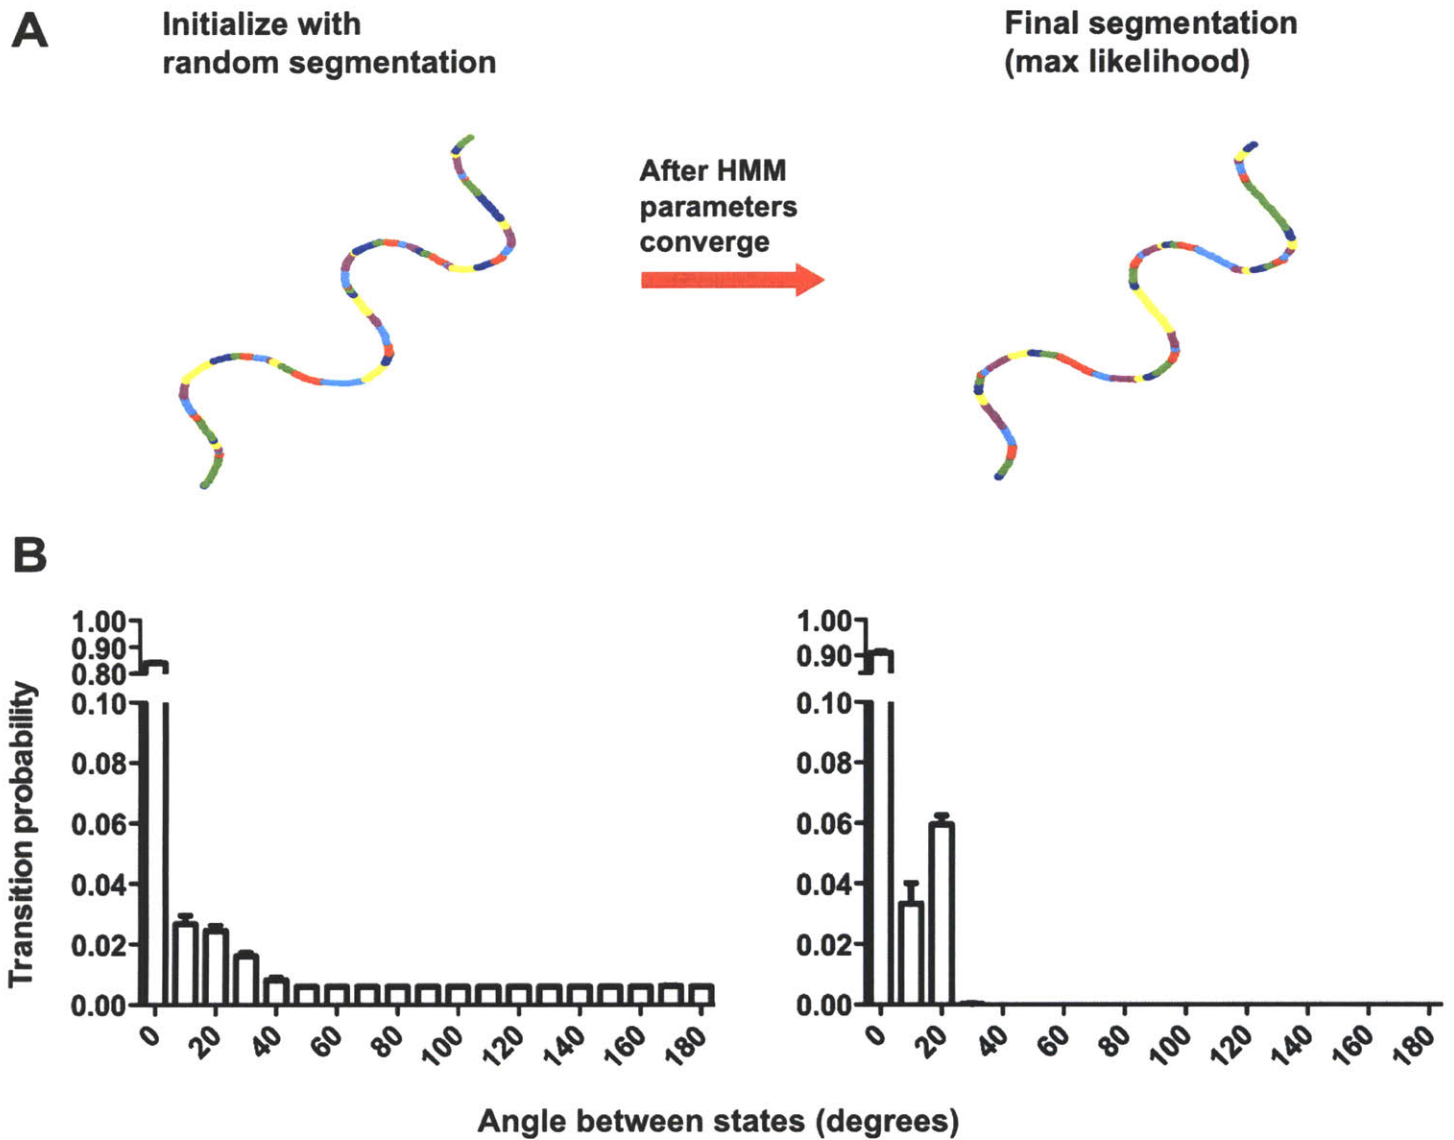 A
Initialize with
random segmentation
Final segmentation
(max likelihood)
After HMM
parameters
converge
B
Transition probability
1.00
0.90
0.80
0.10
0.08
0.06
0.04
0.02
0.00
0 20 40 60 80 100 120 140 160 180
1.00
0.90
0.10
0.08
0.06
0.04
0.02
0.00
0 20 40 60 80 100 120 140 160 180
Angle between states (degrees)